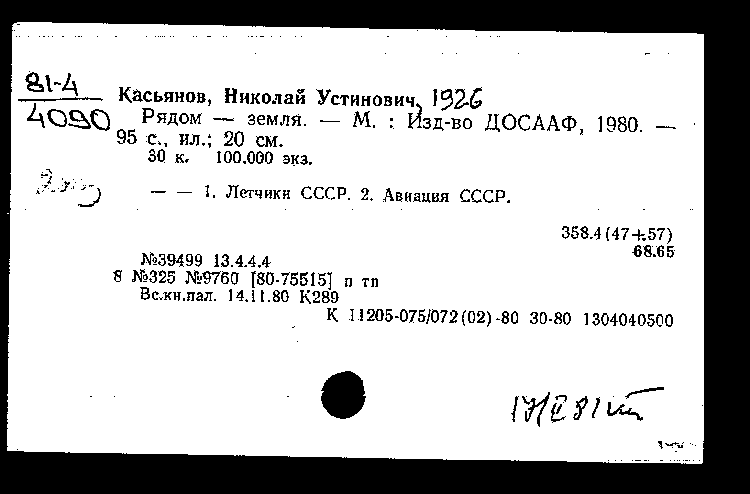 81-4
4090
Касьянов, Николай Устинович, 1926
Рядом — земля. — М. : Изд-во ДОСААФ, 1980. —
95 с., ил.; 20 см.
30 к. 100.000 экз.
— — 1. Летчики СССР. 2. Авиация СССР.
358.4(47+57)
68.65
№39499 13.4.4.4
8 №325 №9760 [80-75515] п тп
Вс.кн.пал. 14.11.80 К289
К 11205-075/072(02)-80 30-80 1304040500
17/II 81